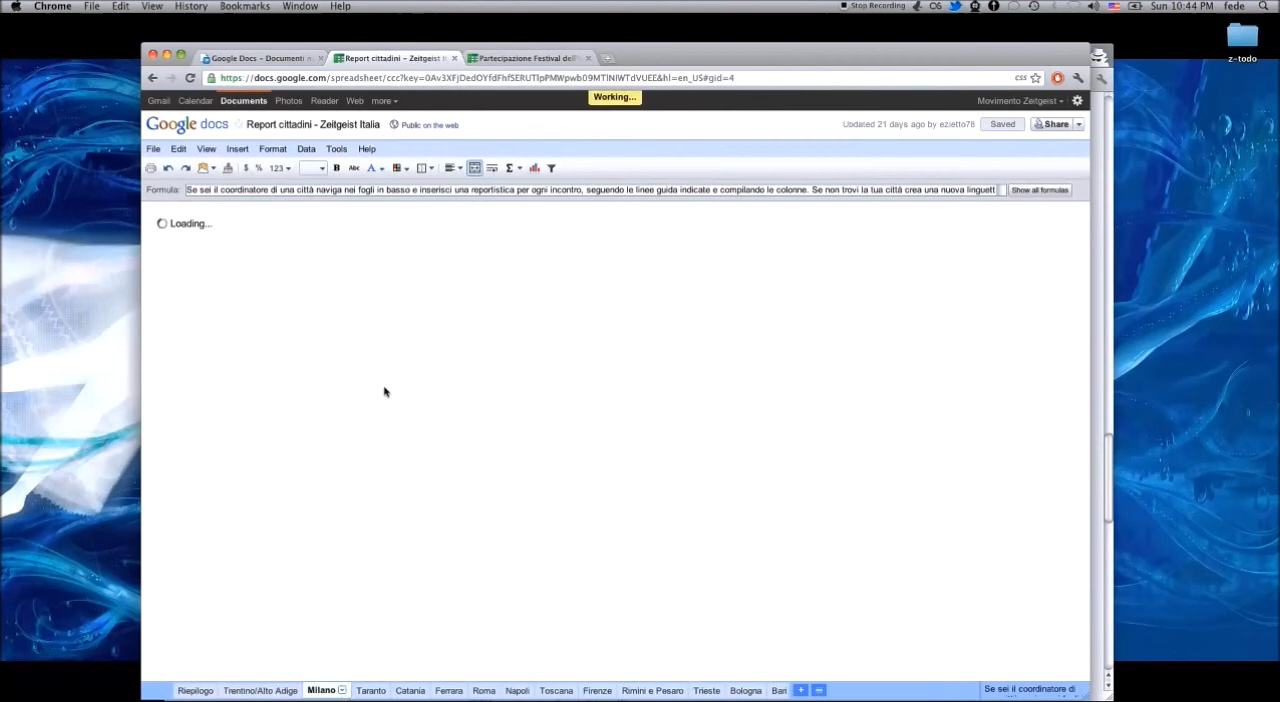 Chrome File Edit View History Bookmarks Window Help Stop Recording Sun 10:44 PM fede
z-todo
Google Docs – Documenti n Report cittadini – Zeitgeist I Partecipazione Festival dell'
https://docs.google.com/spreadsheet/ccc?key= css
Gmail Calendar Documents Photos Reader Web more Working... Movimento Zeitgeist
Google docs Report cittadini - Zeitgeist Italia Public on the web Updated 21 days ago by ezietto76 Saved Share
File Edit View Insert Format Data Tools Help
$ % 123 B Abc A Σ
Formula: Se sei il coordinatore di una città naviga nei fogli in basso e inserisci una reportistica per ogni incontro, seguendo le linee guida indicate e compilando le colonne. Se non trovi la tua città crea una nuova linguett Show all formulas
Loading...
Riepilogo Trentino/Alto Adige Milano Taranto Catania Ferrara Roma Napoli Toscana Firenze Rimini e Pesaro Trieste Bologna Bari + Se sei il coordinatore di